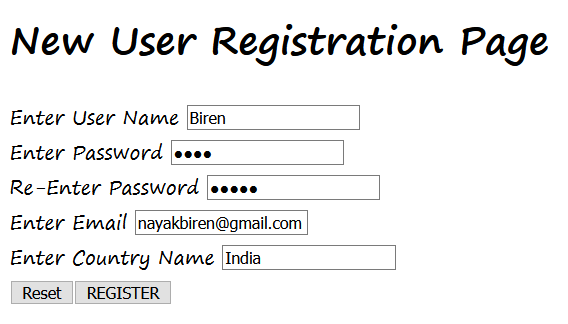 New User Registration Page
Enter User Name Biren
Enter Password ●●●●
Re-Enter Password ●●●●●
Enter Email nayakbiren@gmail.com
Enter Country Name India
Reset REGISTER